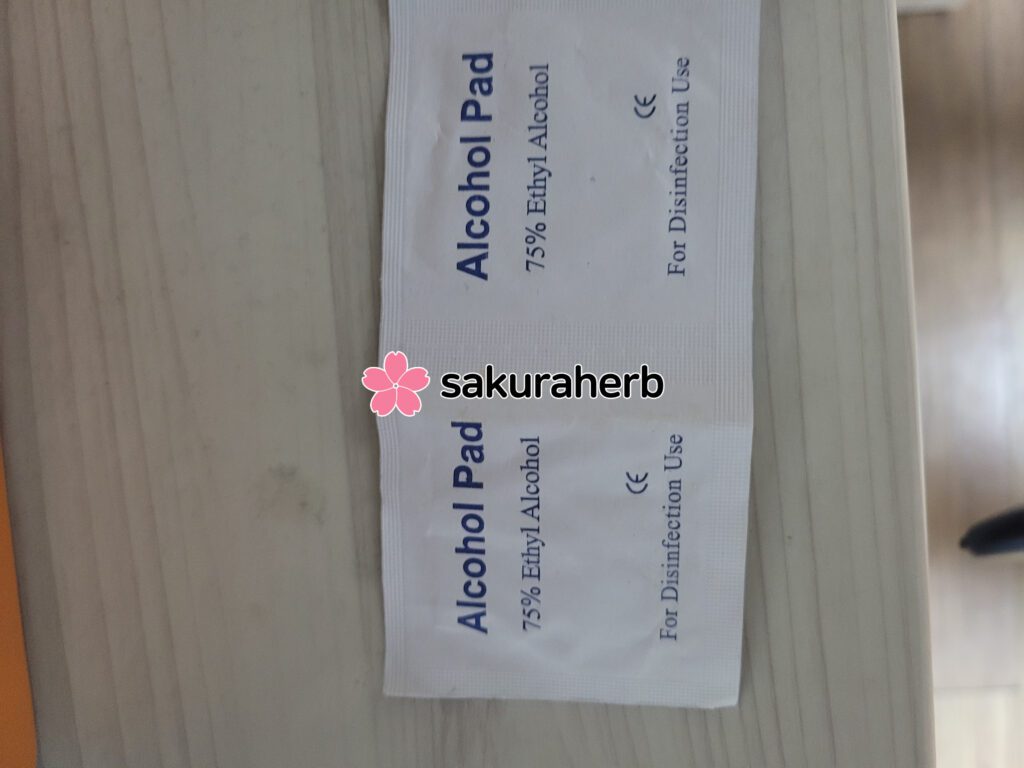 Alcohol Pad
75% Ethyl Alcohol
CE
For Disinfection Use
sakuraherb
Alcohol Pad
75% Ethyl Alcohol
CE
For Disinfection Use